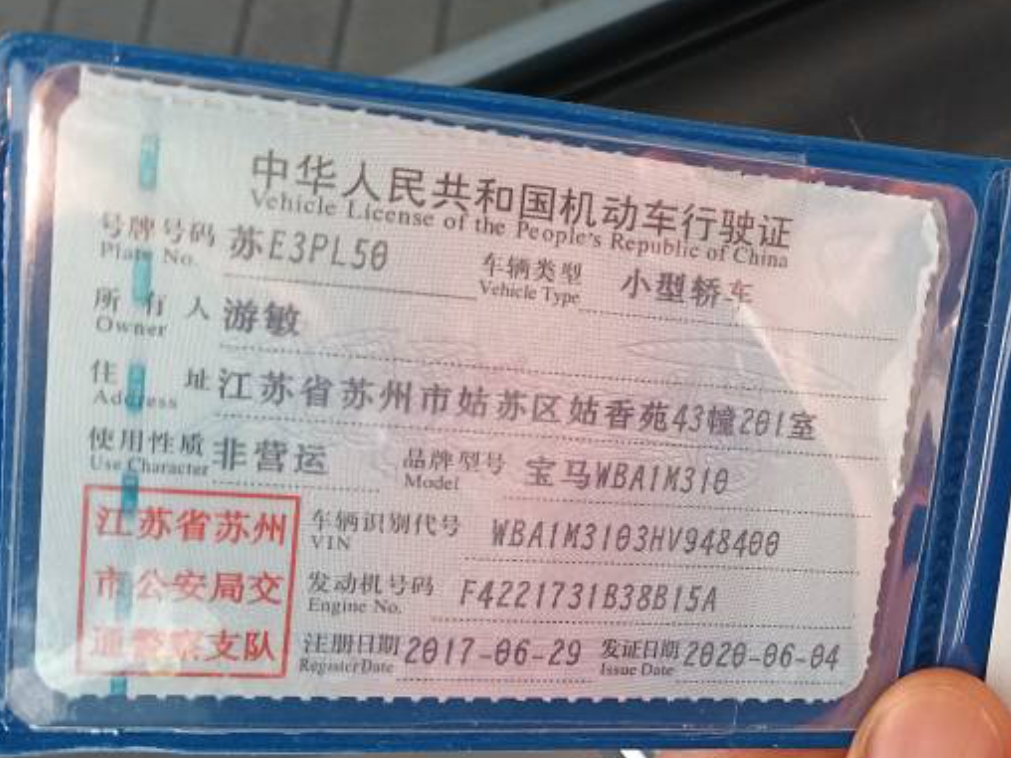 中华人民共和国机动车行驶证
Vehicle License of the People's Republic of China
号牌号码 苏E3PL50 车辆类型 小型轿车
Plate No. Vehicle Type
所有人 游敏
Owner
住址 江苏省苏州市姑苏区姑香苑43幢201室
Address
使用性质 非营运 品牌型号 宝马WBA1M310
Use Character Model
江苏省苏州 车辆识别代号 WBA1M3103HV948400
VIN
市公安局交 发动机号码 F4221731B38B15A
Engine No.
通警察支队 注册日期 2017-06-29 发证日期 2020-06-04
Register Date Issue Date